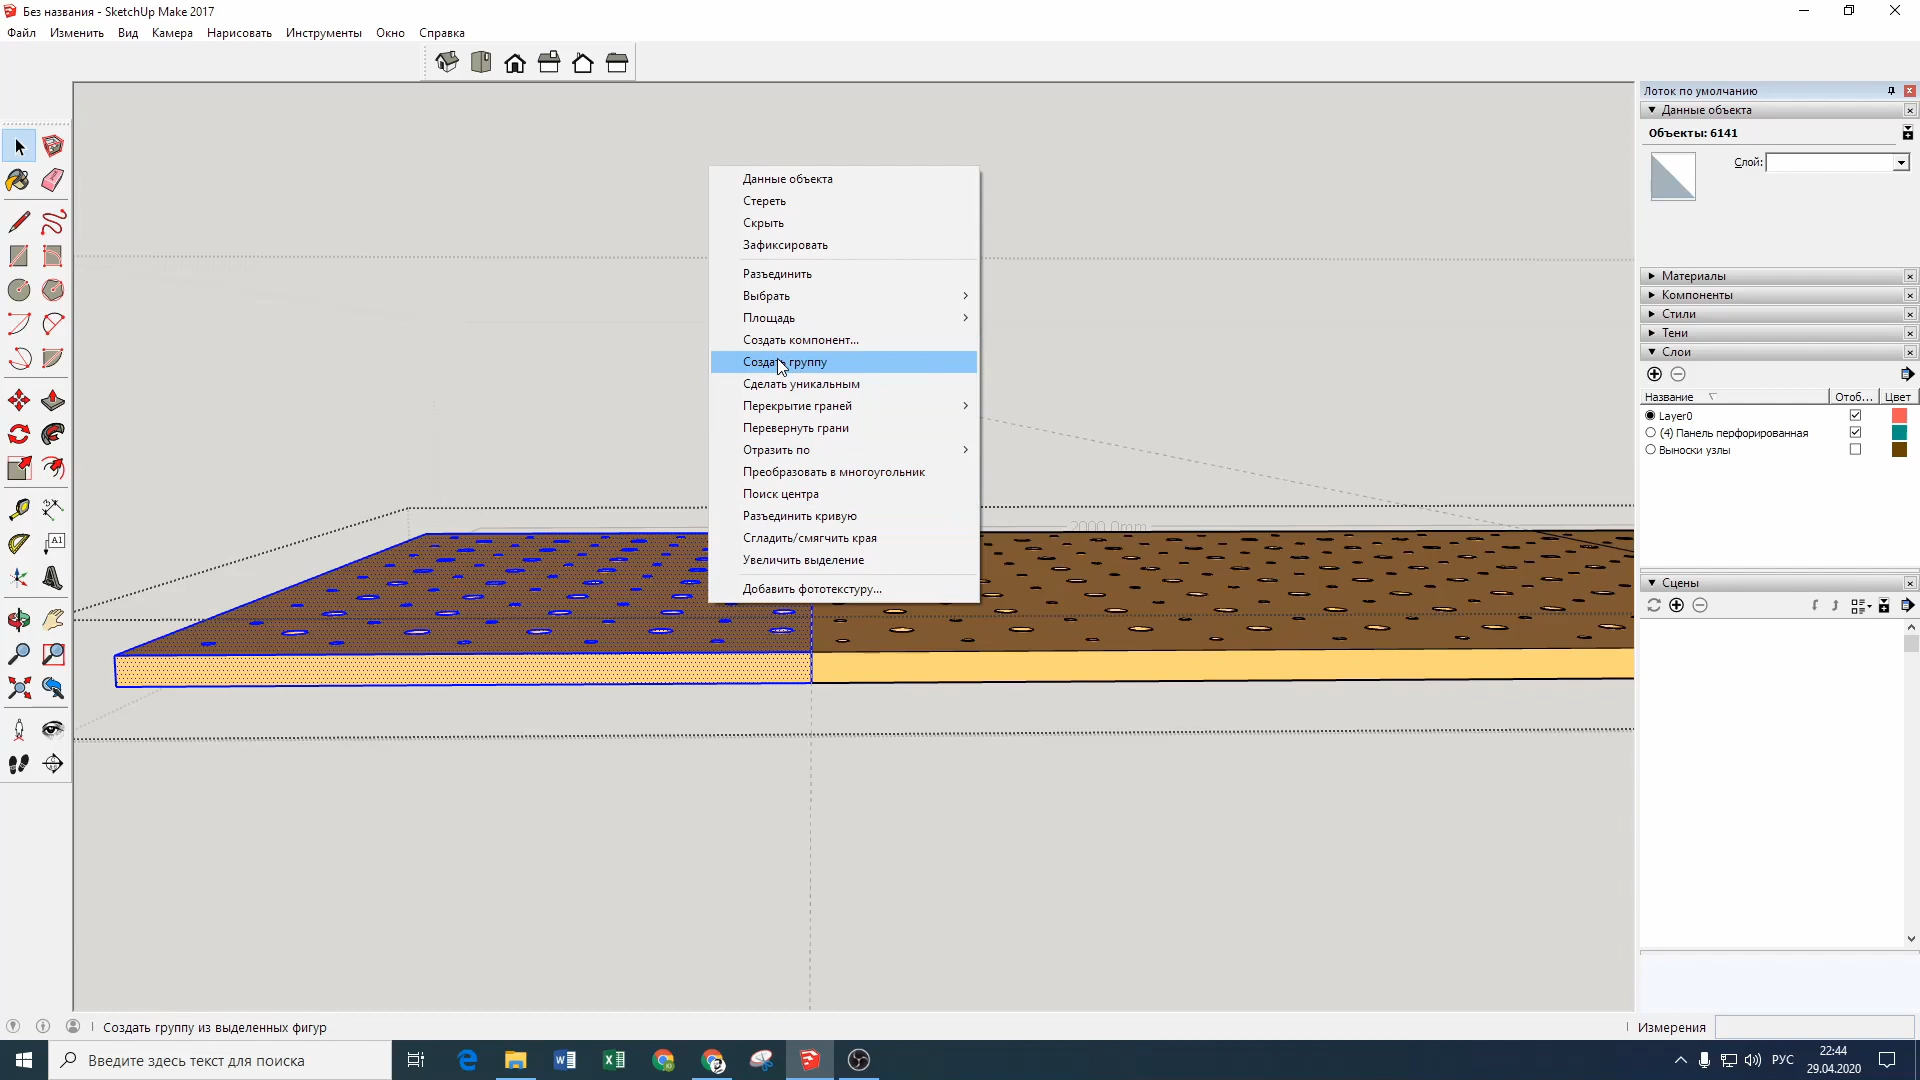 Без названия - SketchUp Make 2017
Файл Изменить Вид Камера Нарисовать Инструменты Окно Справка
Лоток по умолчанию
Данные объекта
Объекты: 6141
Слой:
Данные объекта
Стереть
Скрыть
Зафиксировать
Разъединить
Выбрать
Площадь
Создать компонент...
Создать группу
Сделать уникальным
Перекрытие граней
Перевернуть грани
Отразить по
Преобразовать в многоугольник
Поиск центра
Разъединить кривую
Сгладить/смягчить края
Увеличить выделение
Добавить фототекстуру...
Материалы
Компоненты
Стили
Тени
Слои
Название Отоб... Цвет
Layer0
(4) Панель перфорированная
Выноски узлы
2000.0mm
A1
Сцены
Создать группу из выделенных фигур
Измерения
Введите здесь текст для поиска
РУС
22:44
29.04.2020